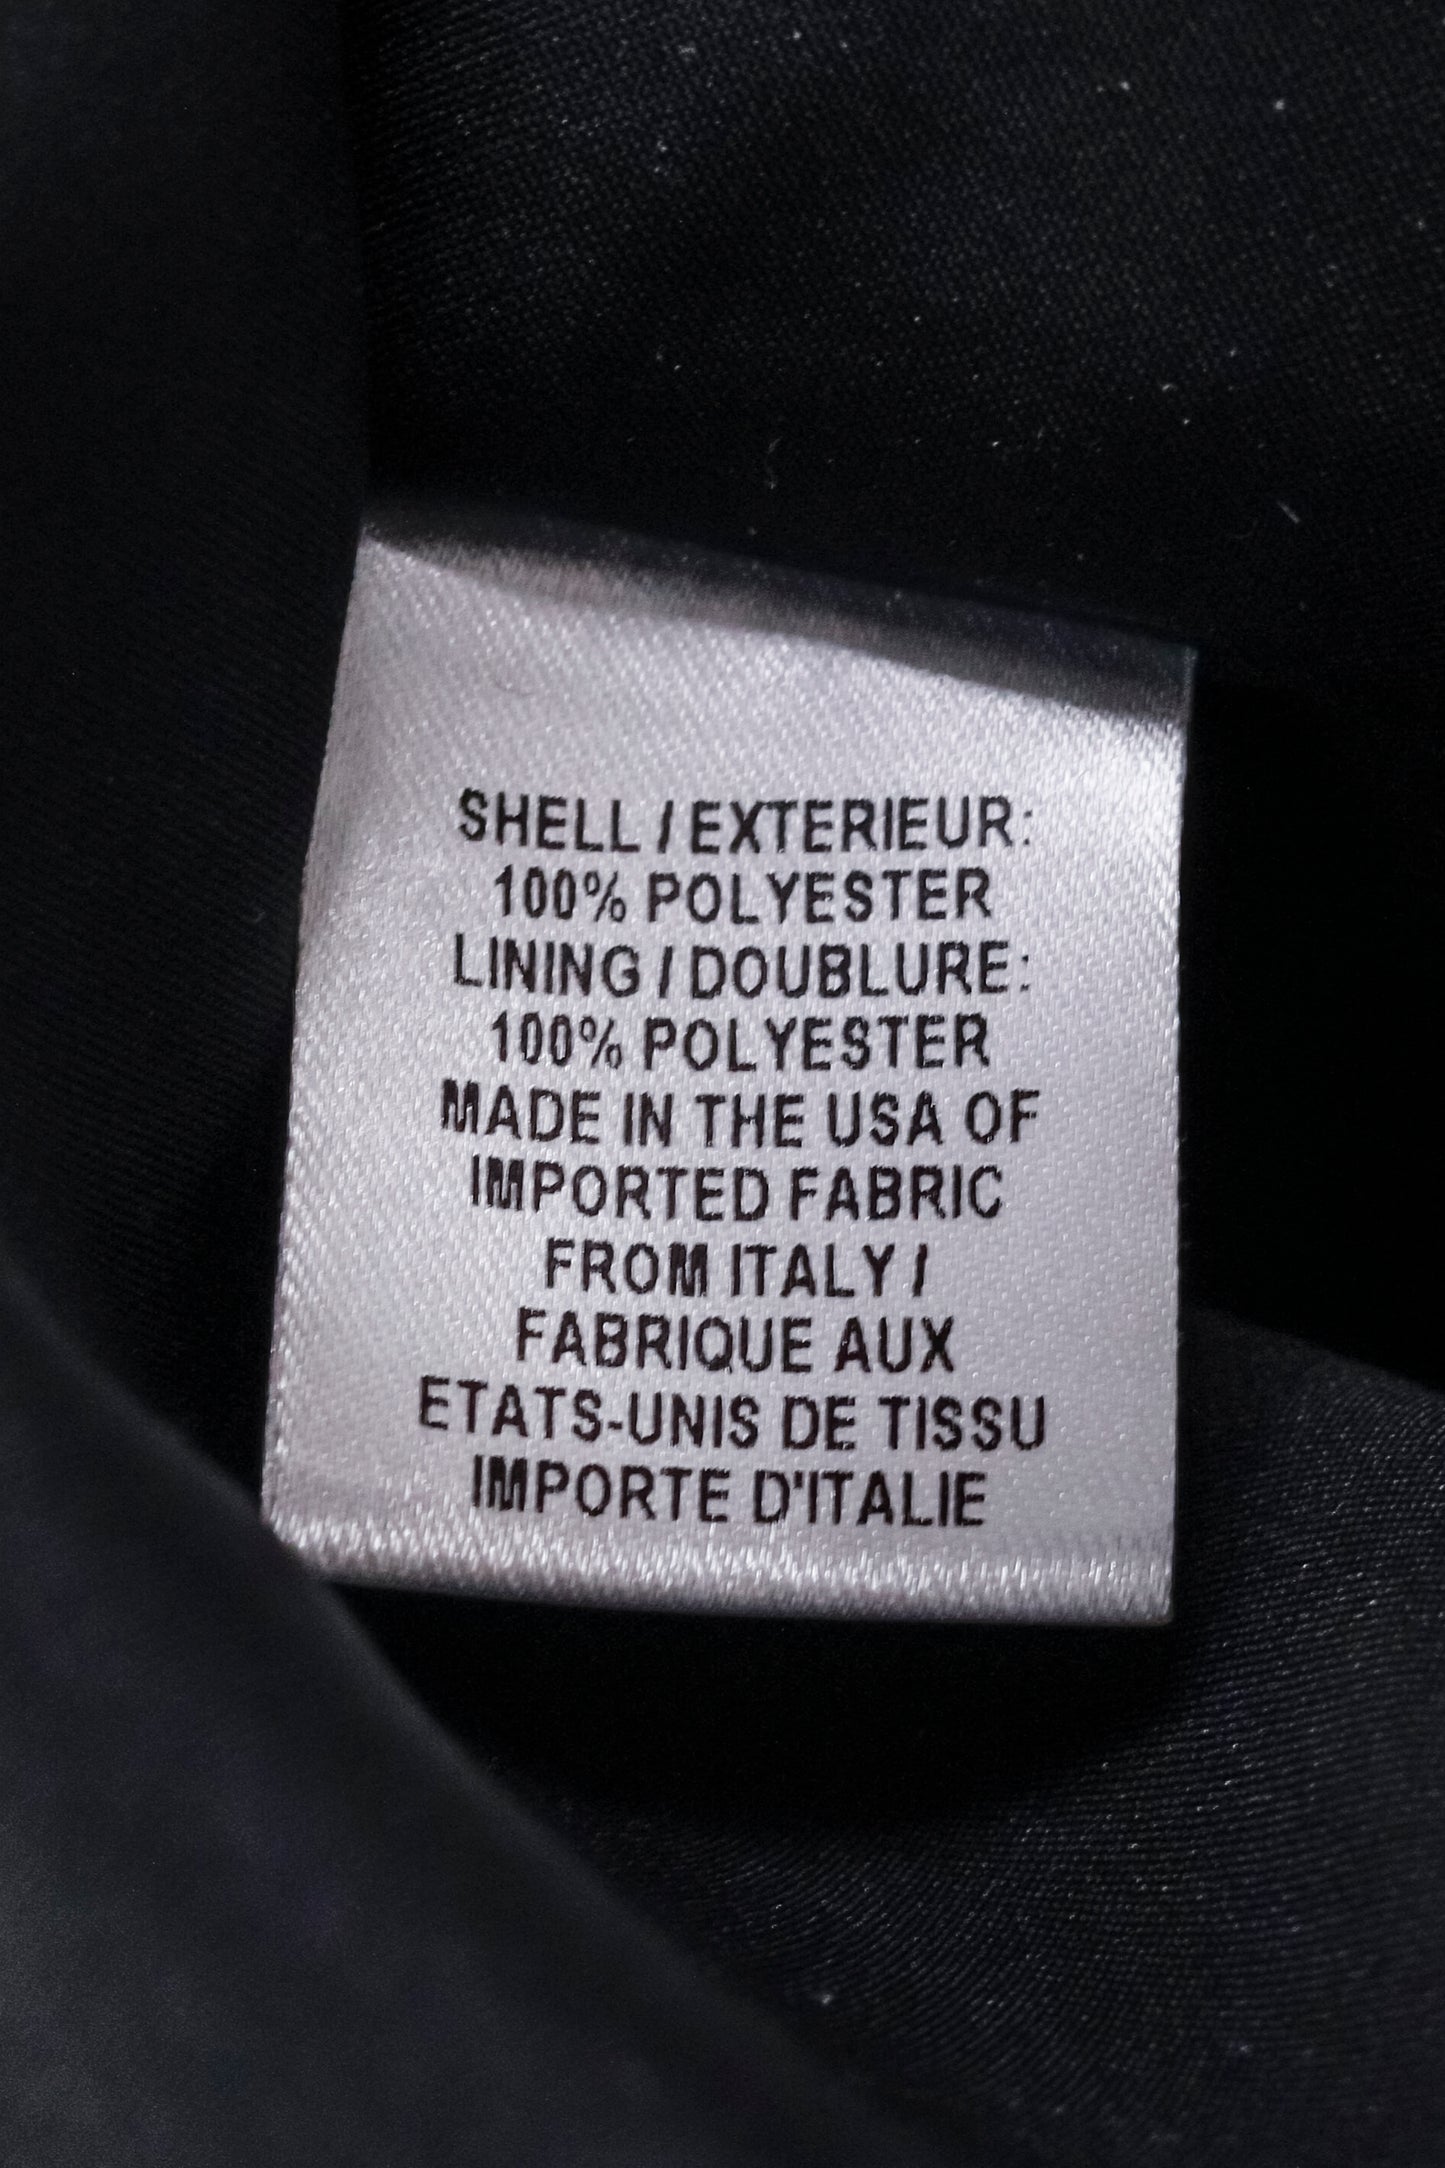 SHELL / EXTERIEUR:
100% POLYESTER
LINING / DOUBLURE:
100% POLYESTER
MADE IN THE USA OF
IMPORTED FABRIC
FROM ITALY /
FABRIQUE AUX
ETATS-UNIS DE TISSU
IMPORTE D'ITALIE